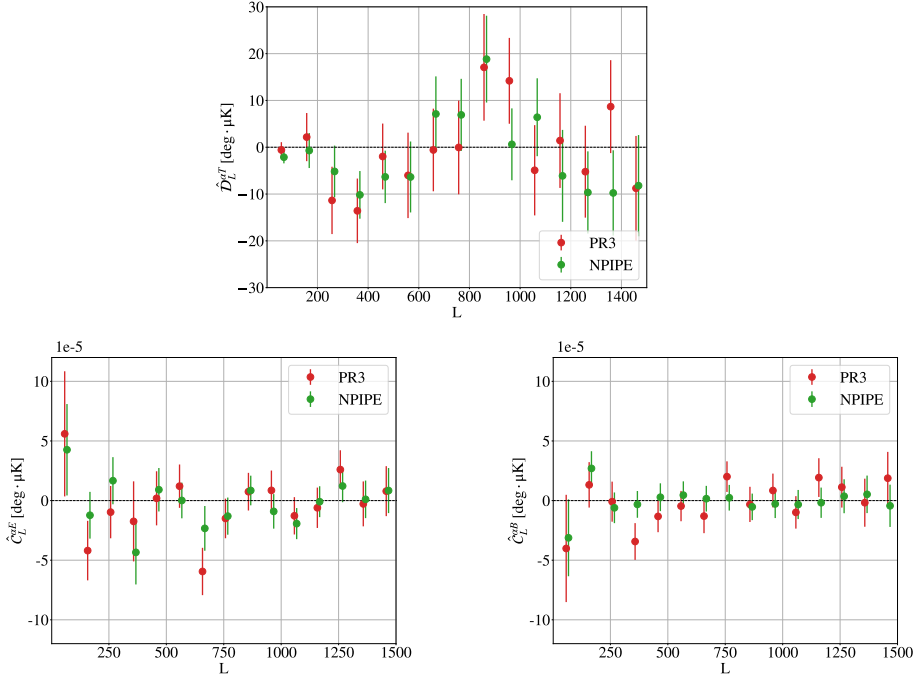 30
20
10
0
−10
−20
−30
D̂_L^{αT} [deg · μK]
PR3
NPIPE
200 400 600 800 1000 1200 1400
L
1e-5
10
5
0
-5
-10
Ĉ_L^{αE} [deg · μK]
PR3
NPIPE
250 500 750 1000 1250 1500
L
1e-5
10
5
0
-5
-10
Ĉ_L^{αB} [deg · μK]
PR3
NPIPE
250 500 750 1000 1250 1500
L